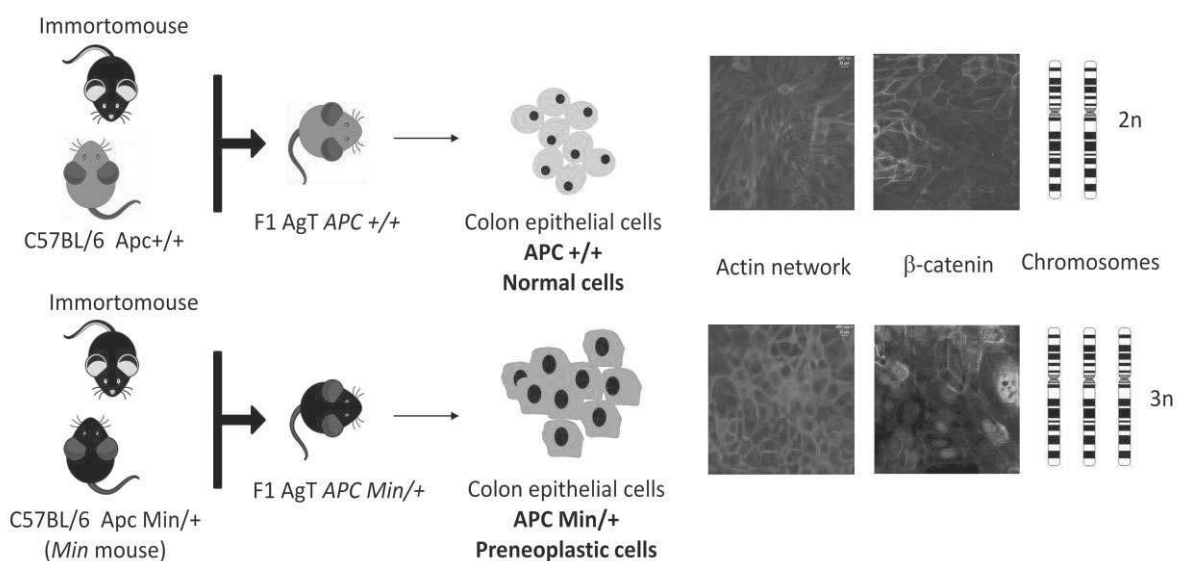 Immortomouse
C57BL/6 Apc+/+
F1 AgT APC +/+
Colon epithelial cells
APC +/+
Normal cells
2n
Actin network
β-catenin
Chromosomes
Immortomouse
C57BL/6 Apc Min/+
(Min mouse)
F1 AgT APC Min/+
Colon epithelial cells
APC Min/+
Preneoplastic cells
3n